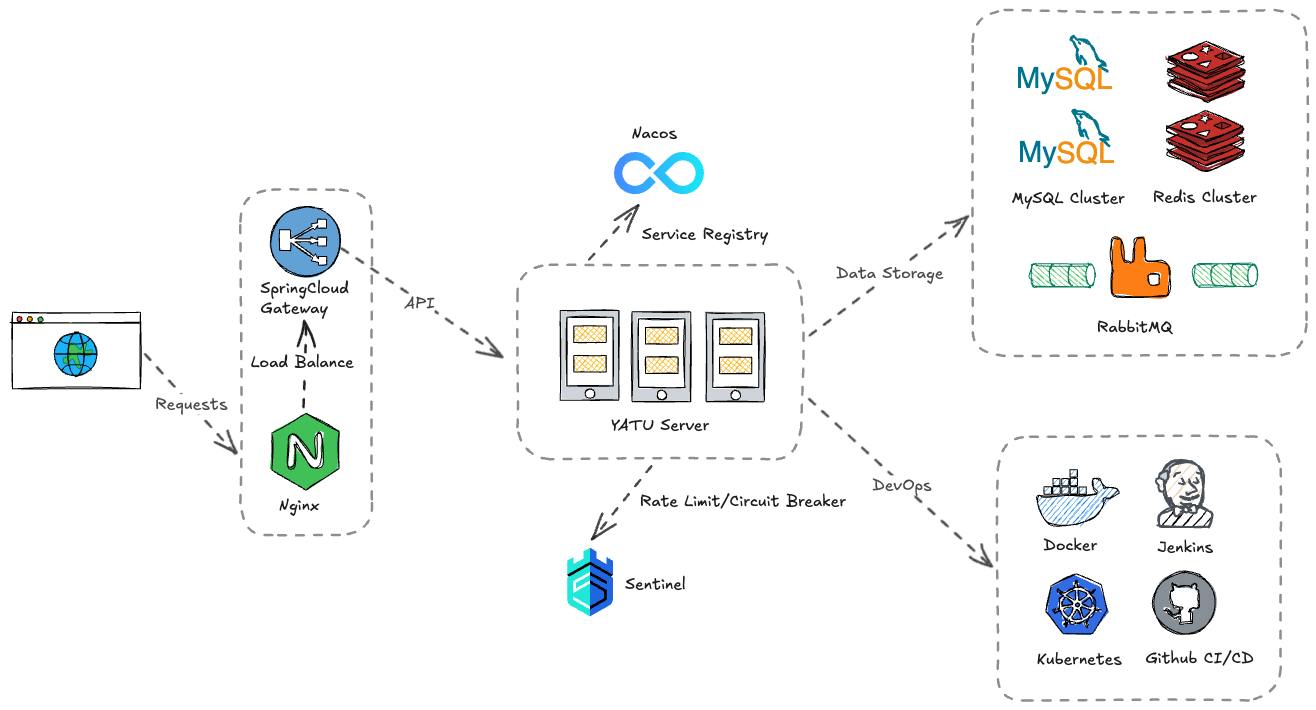 Requests
SpringCloud
Gateway
Load Balance
Nginx
API
Nacos
Service Registry
YATU Server
Rate Limit/Circuit Breaker
Sentinel
Data Storage
MySQL
MySQL
MySQL Cluster
Redis Cluster
RabbitMQ
DevOps
Docker
Jenkins
Kubernetes
Github CI/CD